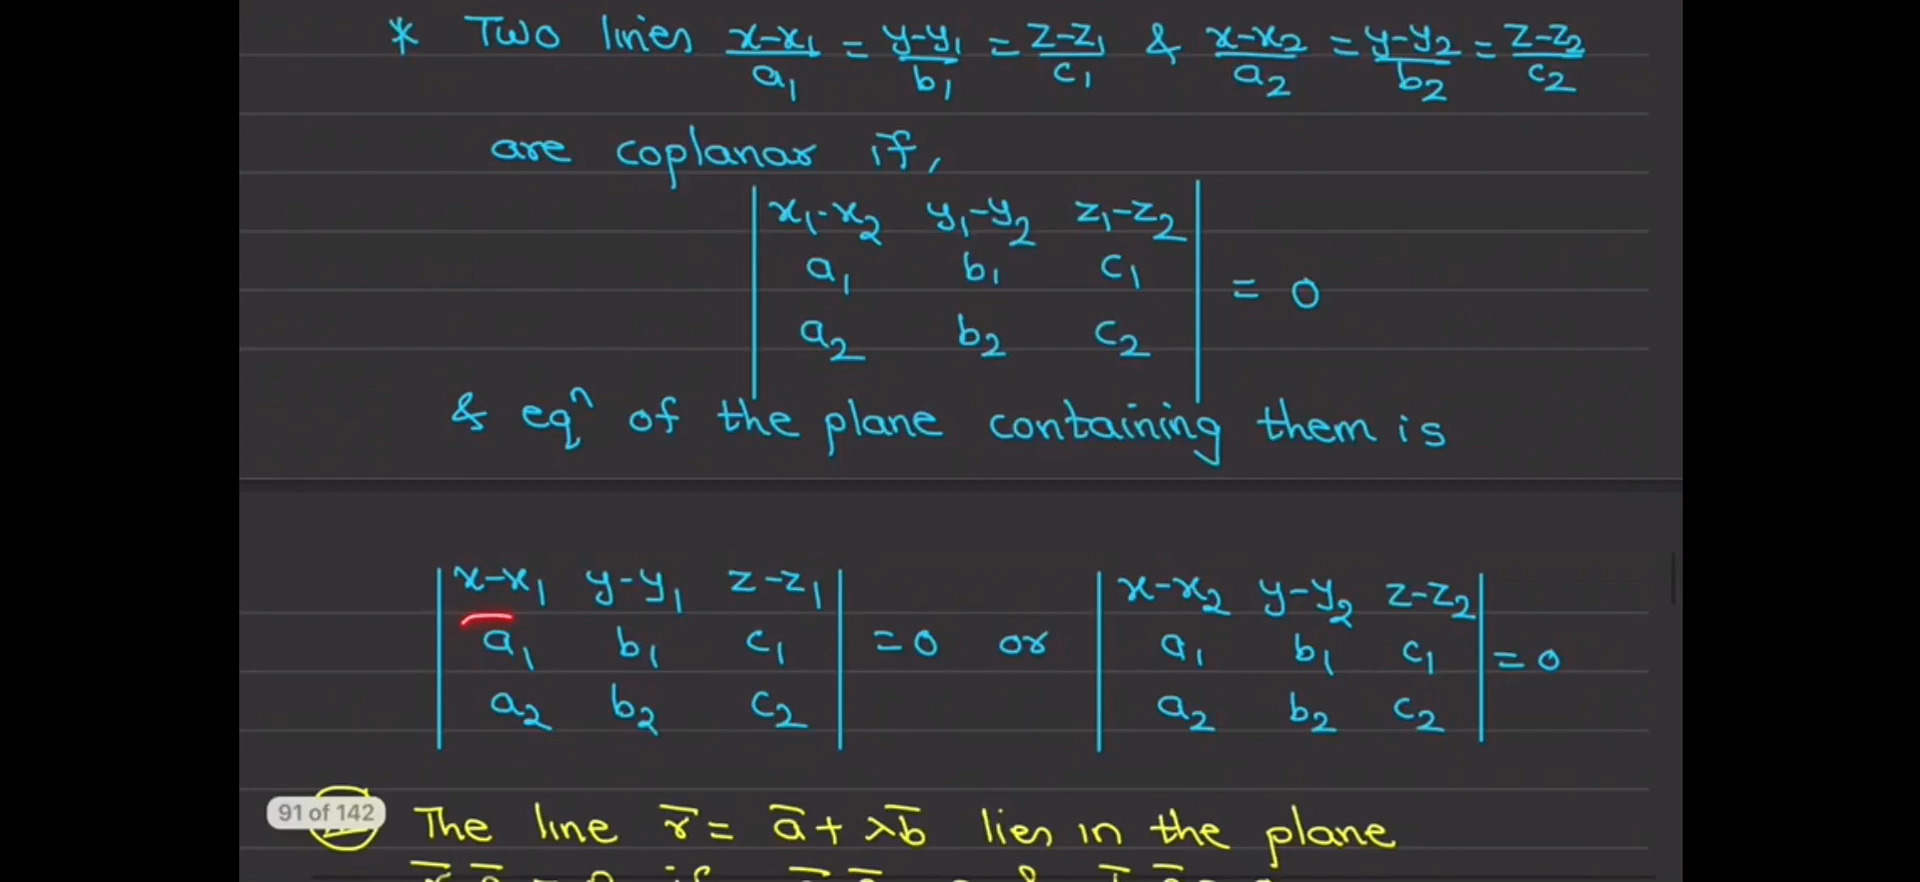 * Two lines x-x₁/a₁ = y-y₁/b₁ = z-z₁/c₁ & x-x₂/a₂ = y-y₂/b₂ = z-z₂/c₂
are coplanar if,
| x₁-x₂ y₁-y₂ z₁-z₂ |
| a₁ b₁ c₁ | = 0
| a₂ b₂ c₂ |
& eqⁿ of the plane containing them is
| x-x₁ y-y₁ z-z₁ | | x-x₂ y-y₂ z-z₂ |
| a₁ b₁ c₁ | = 0 or | a₁ b₁ c₁ | = 0
| a₂ b₂ c₂ | | a₂ b₂ c₂ |
91 of 142 The line r̅ = a̅ + λb̅ lies in the plane